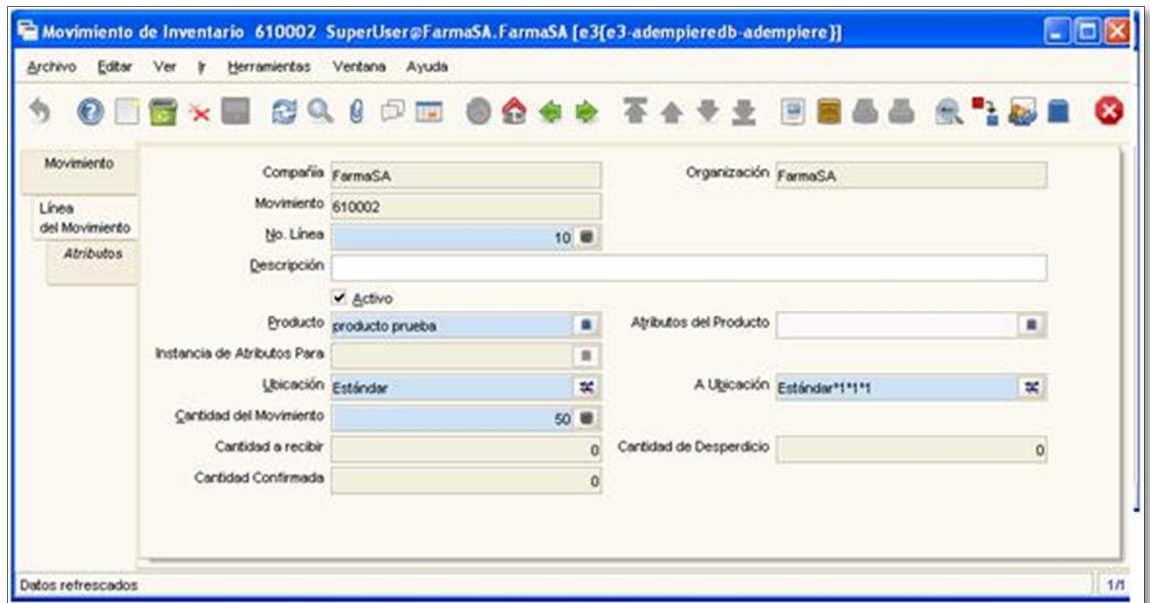 Movimiento de Inventario 610002 SuperUser@FarmaSA.FarmaSA [e3{e3-adempieredb-adempiere}]
Archivo Editar Ver Ir Herramientas Ventana Ayuda
Movimiento
Línea
del Movimiento
Atributos
Compañía FarmaSA Organización FarmaSA
Movimiento 610002
No. Línea 10
Descripción
Activo
Producto producto prueba Atributos del Producto
Instancia de Atributos Para
Ubicación Estándar A Ubicación Estándar*1*1*1
Cantidad del Movimiento 50
Cantidad a recibir 0 Cantidad de Desperdicio 0
Cantidad Confirmada 0
Datos refrescados 1/1